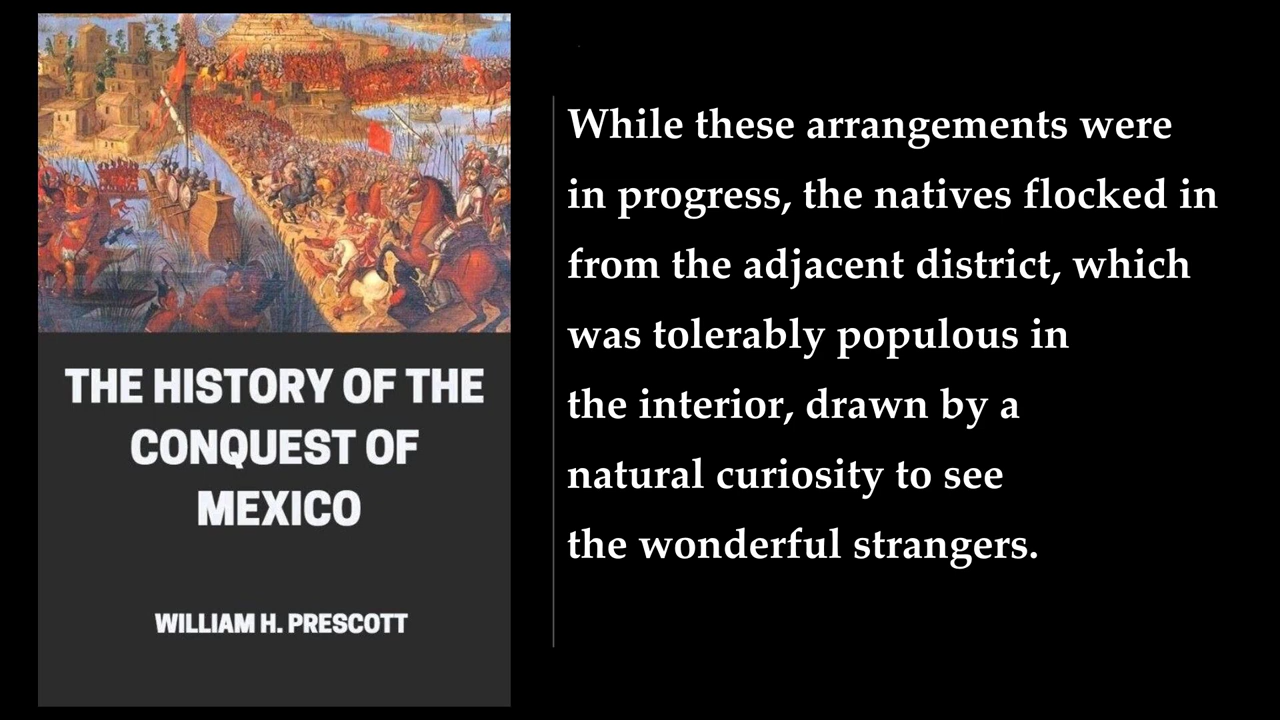 THE HISTORY OF THE
CONQUEST OF
MEXICO
WILLIAM H. PRESCOTT
While these arrangements were
in progress, the natives flocked in
from the adjacent district, which
was tolerably populous in
the interior, drawn by a
natural curiosity to see
the wonderful strangers.